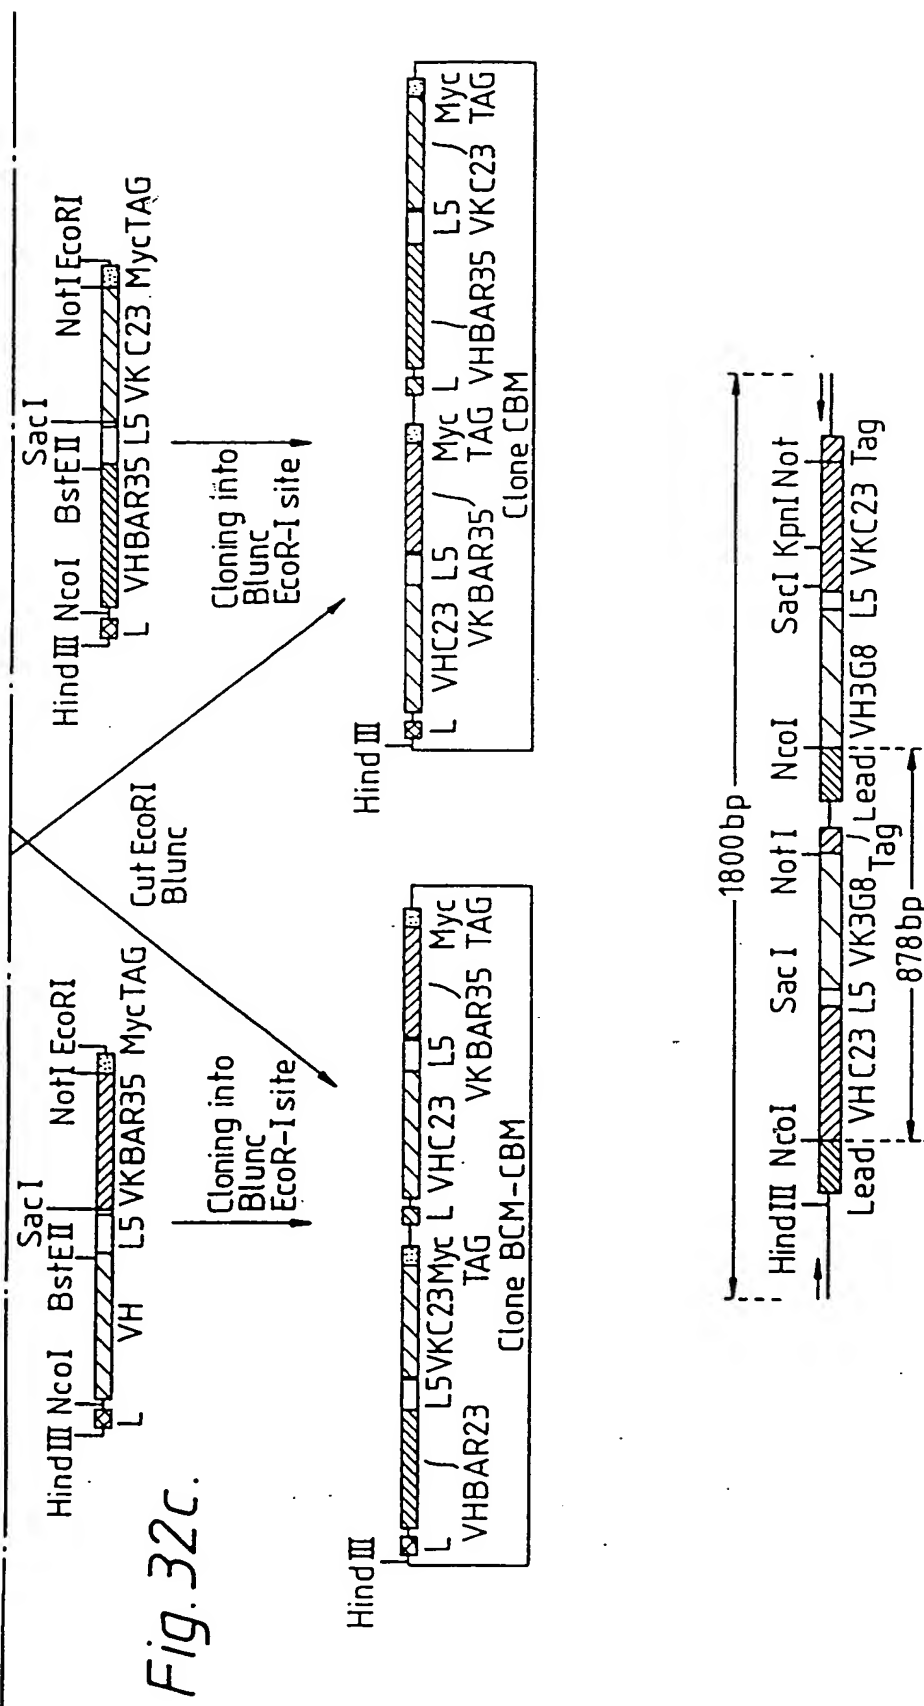 Fig. 32c.
HindIII NcoI BstEII SacI NotI EcoRI
L VH L5 VKBAR35 MycTAG
HindIII NcoI BstEII SacI NotI EcoRI
L VHBAR35 L5 VKC23 MycTAG
Cloning into
Blunc
EcoR-I site
Cut EcoRI
Blunc
Cloning into
Blunc
EcoR-I site
HindIII
L VHBAR23 L5 VKC23 Myc TAG L VHC23 L5 VKBAR35 Myc TAG
Clone BCM-CBM
HindIII
L VHC23 L5 VKBAR35 Myc TAG L VHBAR35 L5 VKC23 Myc TAG
Clone CBM
1800bp
HindIII NcoI SacI NotI NcoI SacI KpnI Not
Lead VHC23 L5 VK3G8 Tag Lead VH3G8 L5 VKC23 Tag
878bp